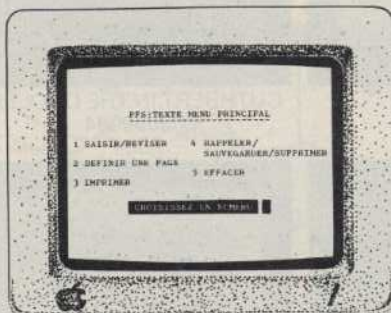 PFS:TEXTE MENU PRINCIPAL
1 SAISIR/REVISER
2 DEFINIR UNE PAGE
3 IMPRIMER
4 RAPPELER/
SAUVEGARDER/SUPPRIMER
5 EFFACER
CHOISISSEZ UN NUMERO